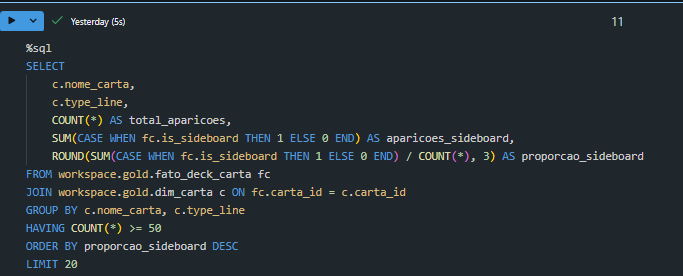 Yesterday (5s)
11
%sql
SELECT
    c.nome_carta,
    c.type_line,
    COUNT(*) AS total_aparicoes,
    SUM(CASE WHEN fc.is_sideboard THEN 1 ELSE 0 END) AS aparicoes_sideboard,
    ROUND(SUM(CASE WHEN fc.is_sideboard THEN 1 ELSE 0 END) / COUNT(*), 3) AS proporcao_sideboard
FROM workspace.gold.fato_deck_carta fc
JOIN workspace.gold.dim_carta c ON fc.carta_id = c.carta_id
GROUP BY c.nome_carta, c.type_line
HAVING COUNT(*) >= 50
ORDER BY proporcao_sideboard DESC
LIMIT 20